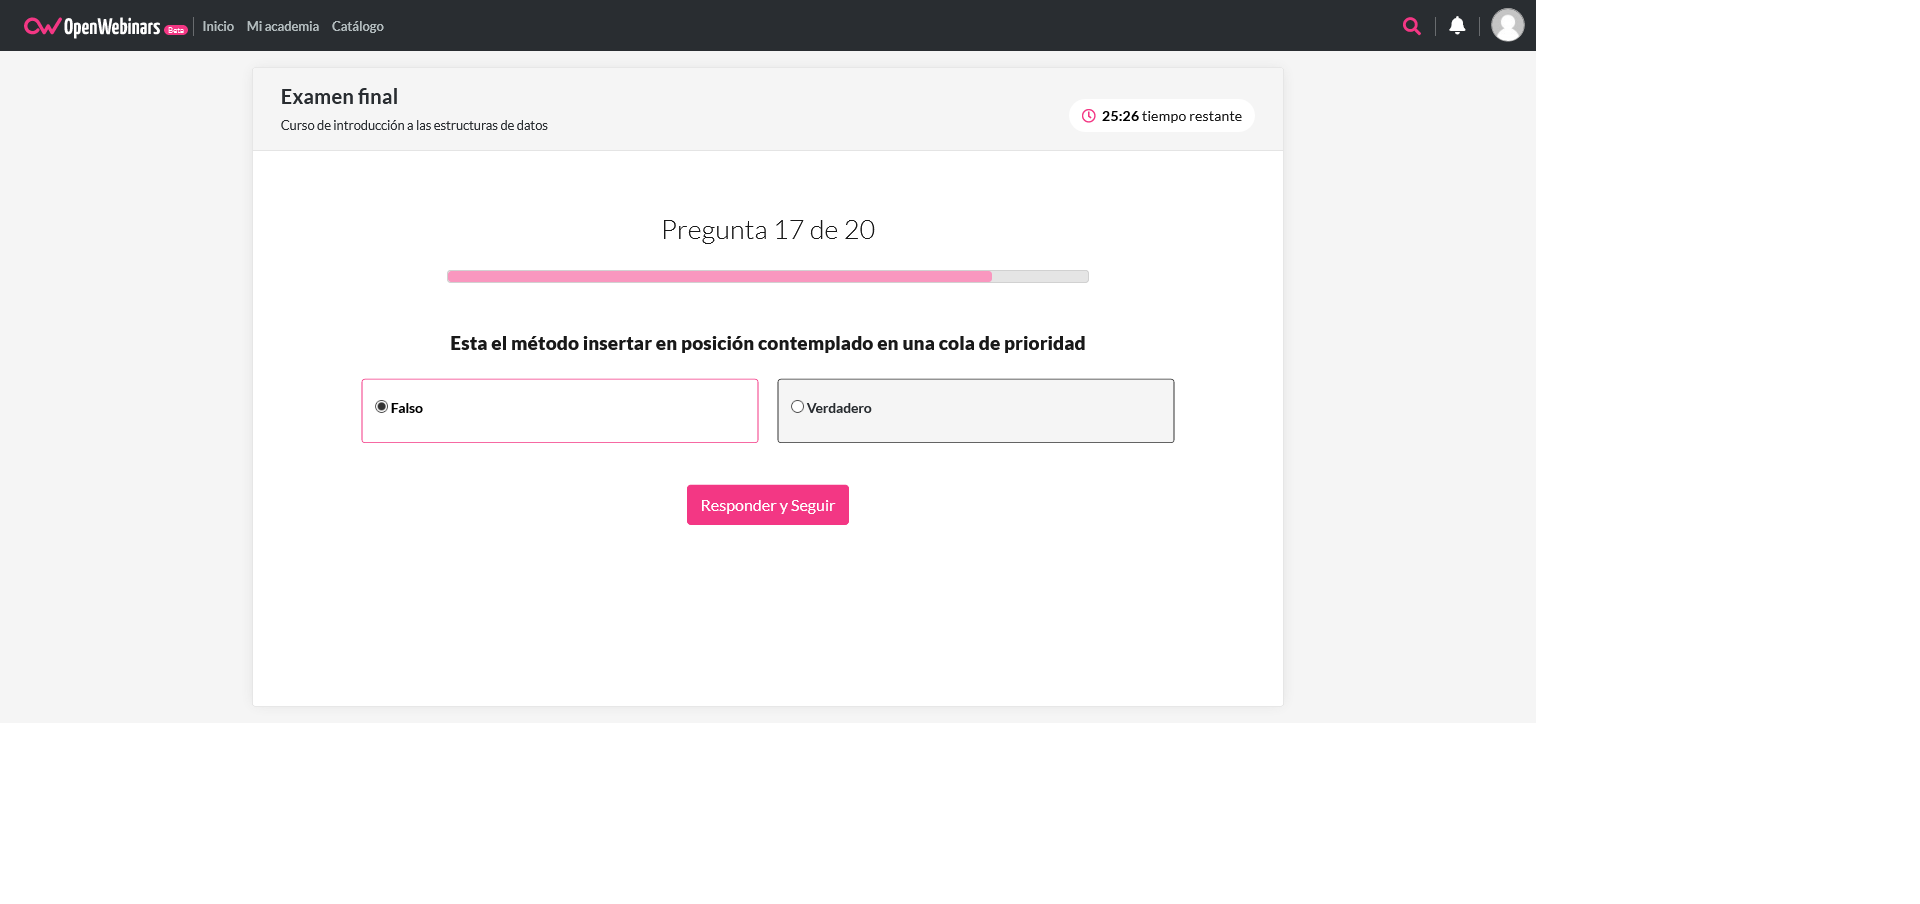 OpenWebinars Beta Inicio Mi academia Catálogo
Examen final
Curso de introducción a las estructuras de datos
25:26 tiempo restante
Pregunta 17 de 20
Esta el método insertar en posición contemplado en una cola de prioridad
Falso
Verdadero
Responder y Seguir